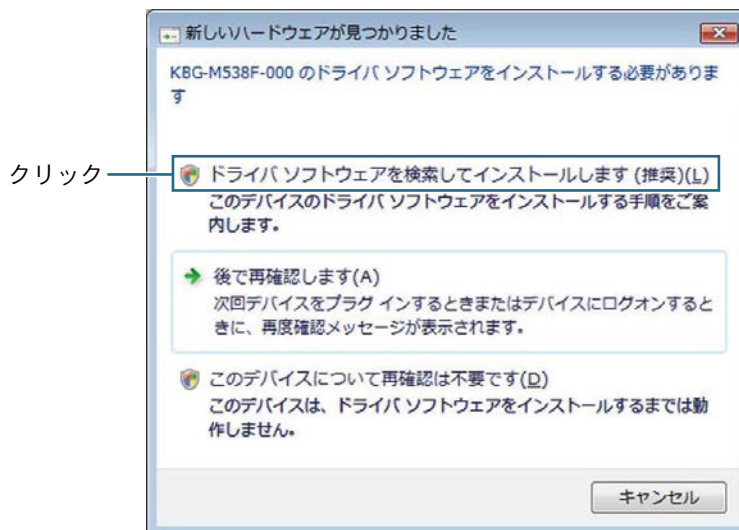 新しいハードウェアが見つかりました
KBG-M538F-000 のドライバ ソフトウェアをインストールする必要がありま
す
クリック
ドライバ ソフトウェアを検索してインストールします (推奨)(L)
このデバイスのドライバ ソフトウェアをインストールする手順をご案
内します。
後で再確認します(A)
次回デバイスをプラグ インするときまたはデバイスにログオンすると
きに、再度確認メッセージが表示されます。
このデバイスについて再確認は不要です(D)
このデバイスは、ドライバ ソフトウェアをインストールするまでは動
作しません。
キャンセル